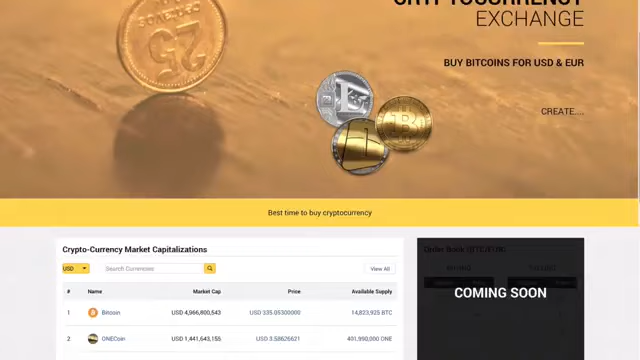 CRYPTOCURRENCY
EXCHANGE
BUY BITCOINS FOR USD & EUR
CREATE....
Best time to buy cryptocurrency
Crypto-Currency Market Capitalizations
USD
Search Currencies
View All
# Name Market Cap Price Available Supply
1 Bitcoin USD 4,966,800,543 USD 335.05300000 14,823,925 BTC
2 ONECoin USD 1,441,643,156 USD 3.58626621 401,990,000 ONE
COMING SOON